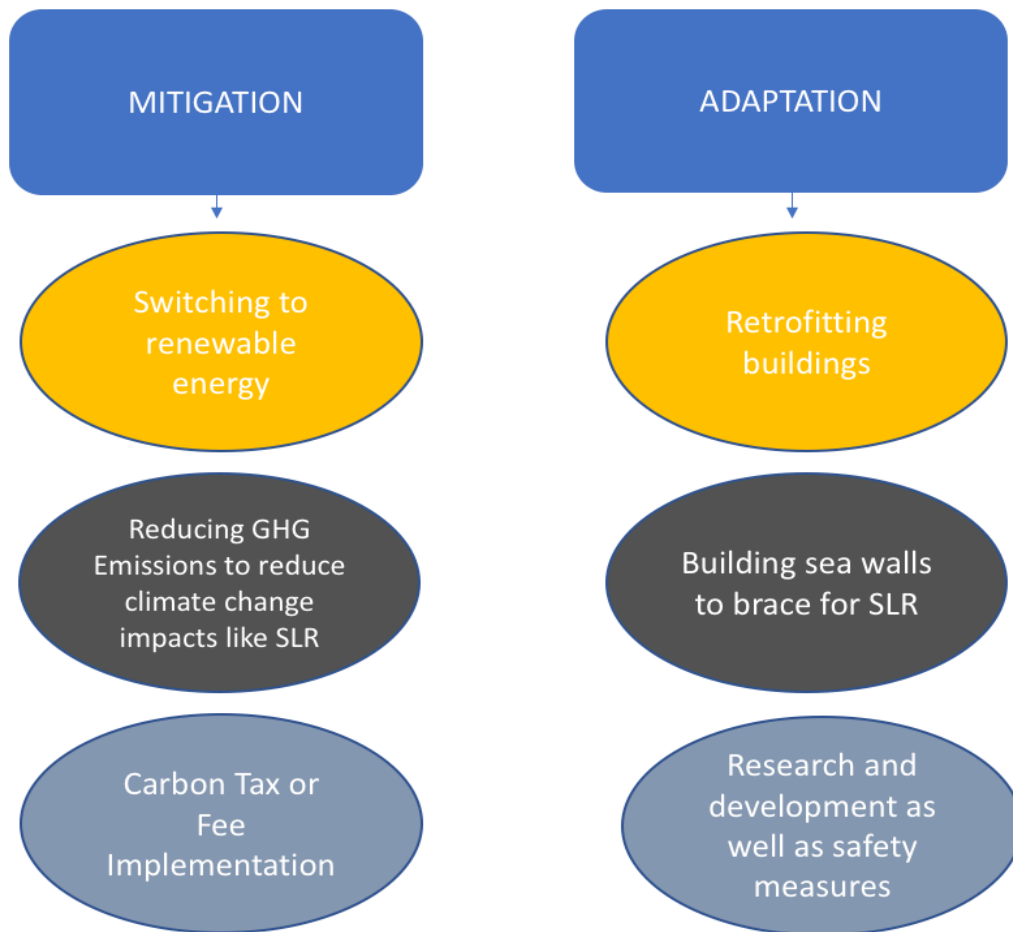 MITIGATION
ADAPTATION
Switching to
renewable
energy
Retrofitting
buildings
Reducing GHG
Emissions to reduce
climate change
impacts like SLR
Building sea walls
to brace for SLR
Carbon Tax or
Fee
Implementation
Research and
development as
well as safety
measures